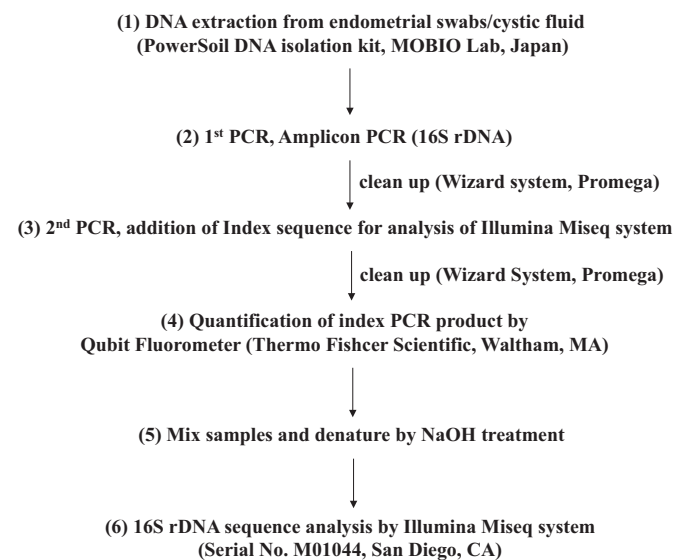 (1) DNA extraction from endometrial swabs/cystic fluid
(PowerSoil DNA isolation kit, MOBIO Lab, Japan)
(2) 1st PCR, Amplicon PCR (16S rDNA)
clean up (Wizard system, Promega)
(3) 2nd PCR, addition of Index sequence for analysis of Illumina Miseq system
clean up (Wizard System, Promega)
(4) Quantification of index PCR product by
Qubit Fluorometer (Thermo Fishcer Scientific, Waltham, MA)
(5) Mix samples and denature by NaOH treatment
(6) 16S rDNA sequence analysis by Illumina Miseq system
(Serial No. M01044, San Diego, CA)